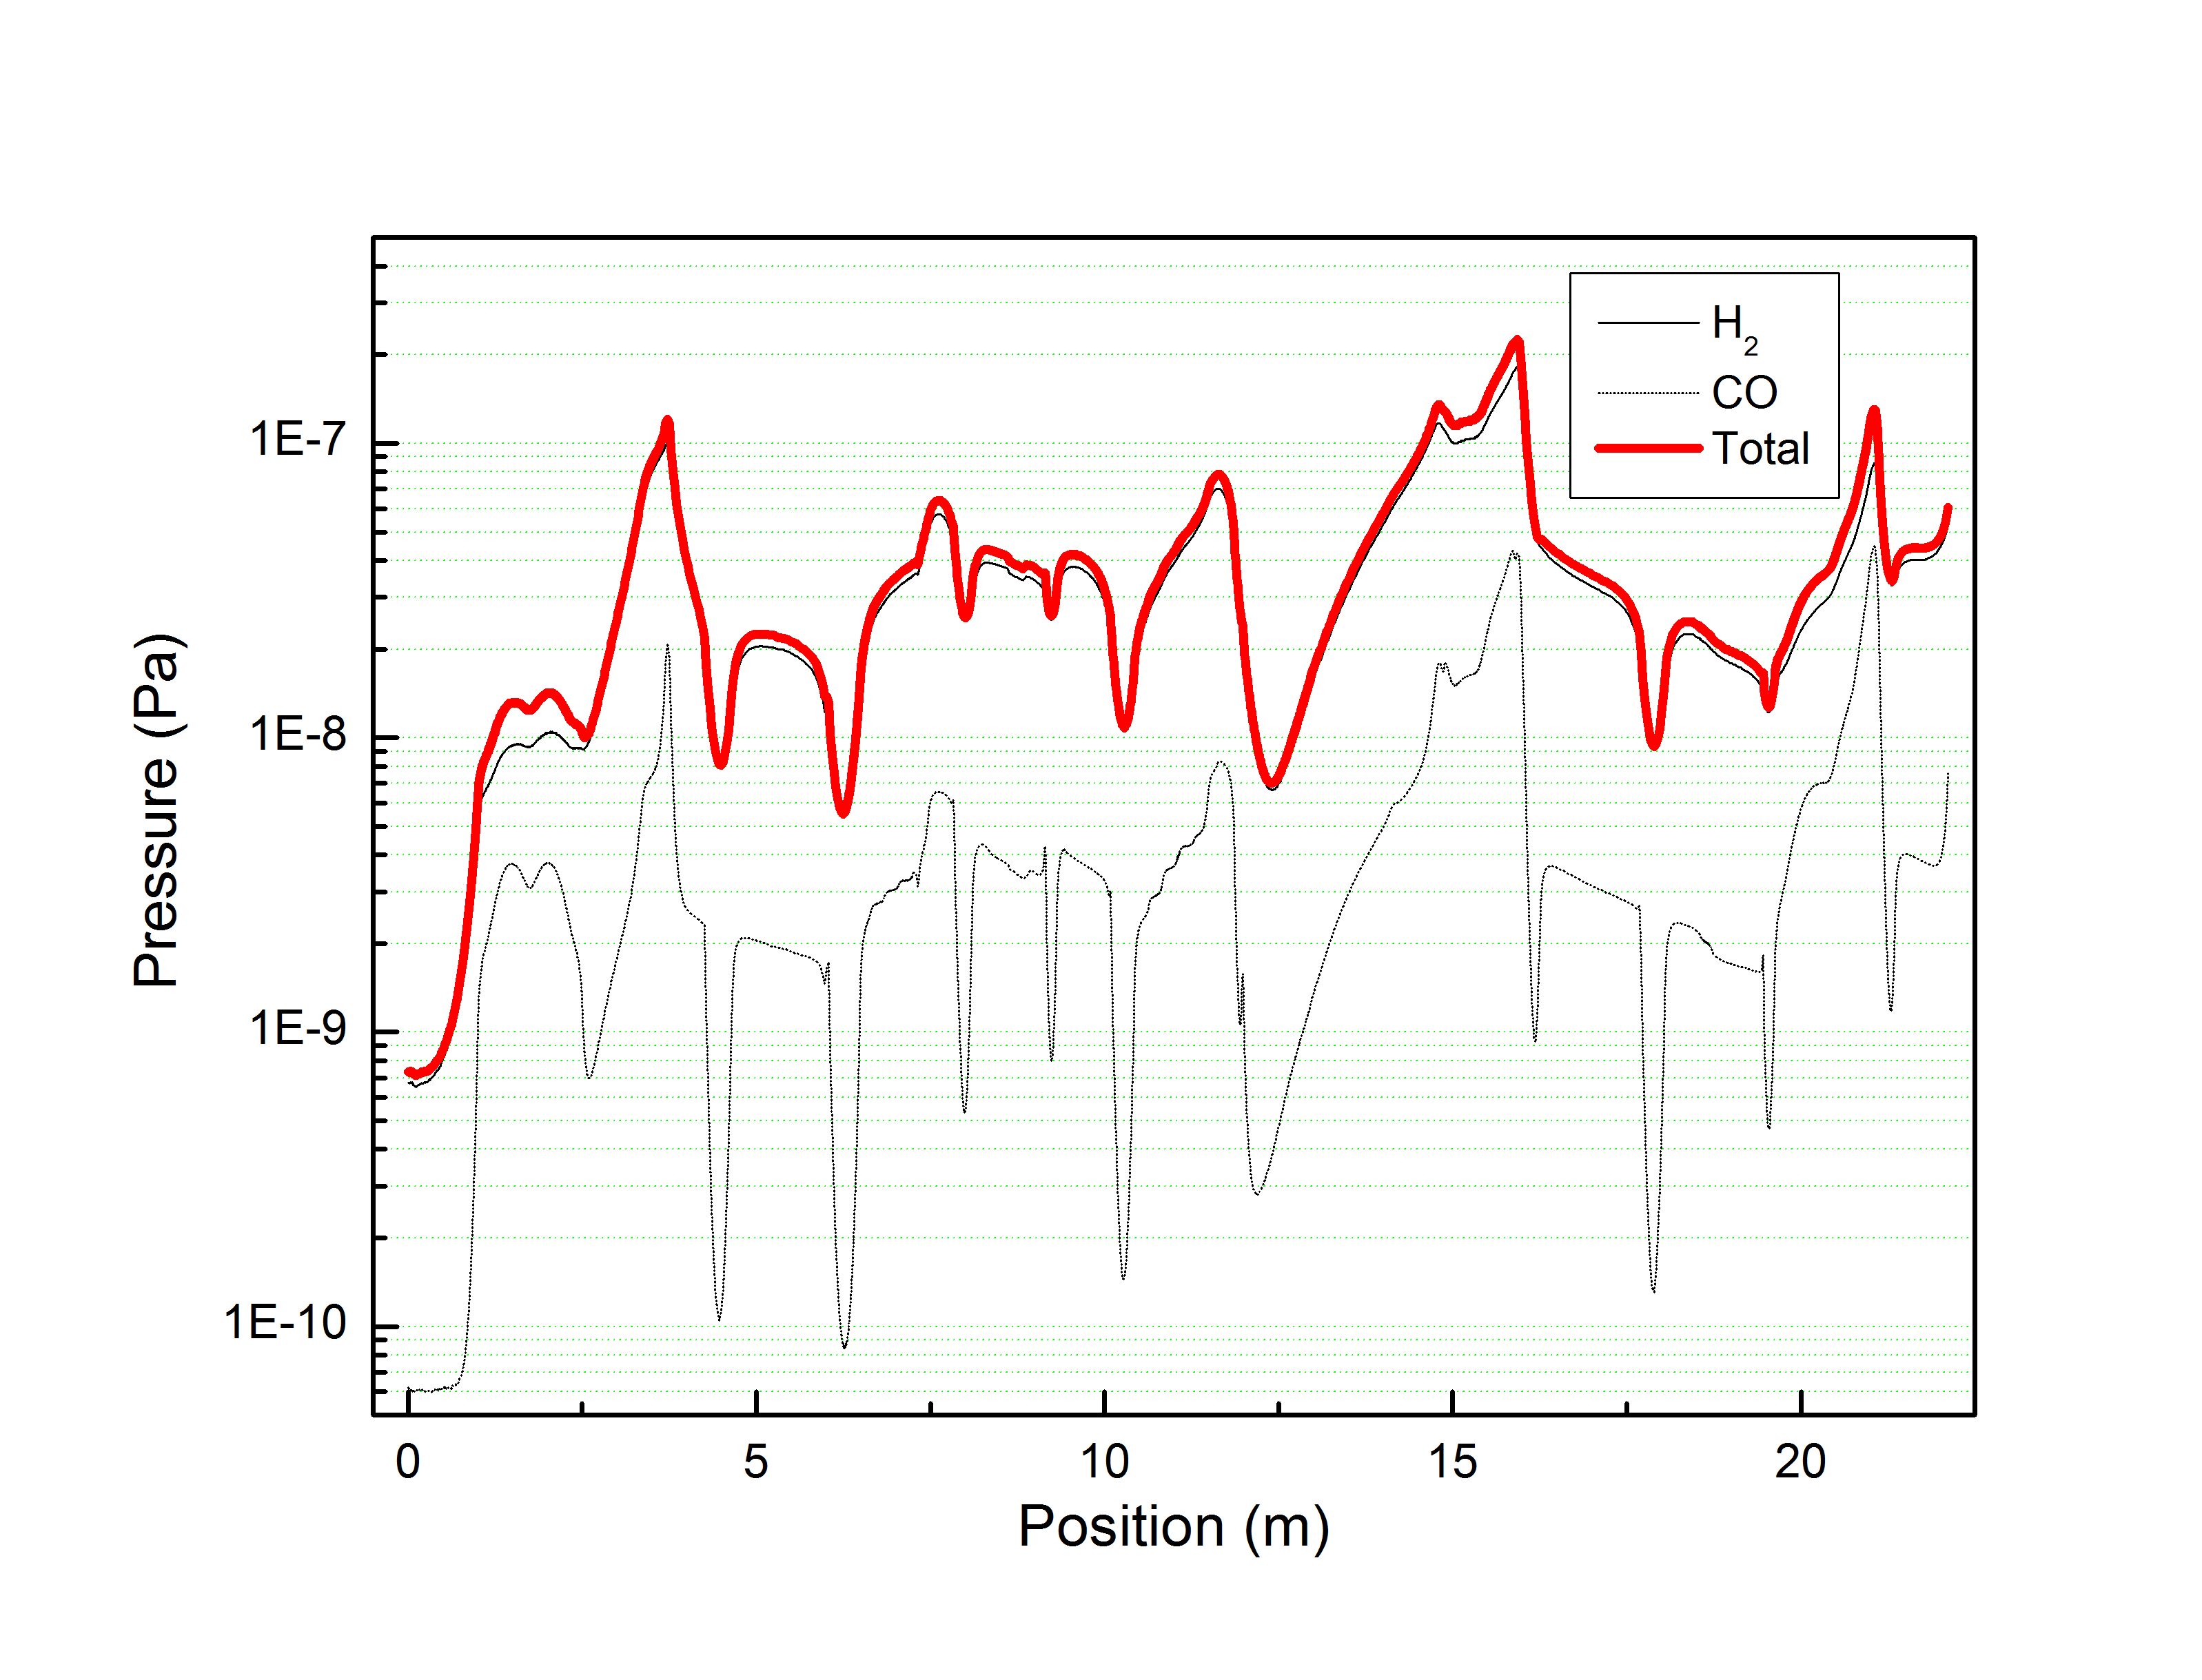 H₂
CO
Total
1E-7
1E-8
1E-9
1E-10
Pressure (Pa)
0 5 10 15 20
Position (m)